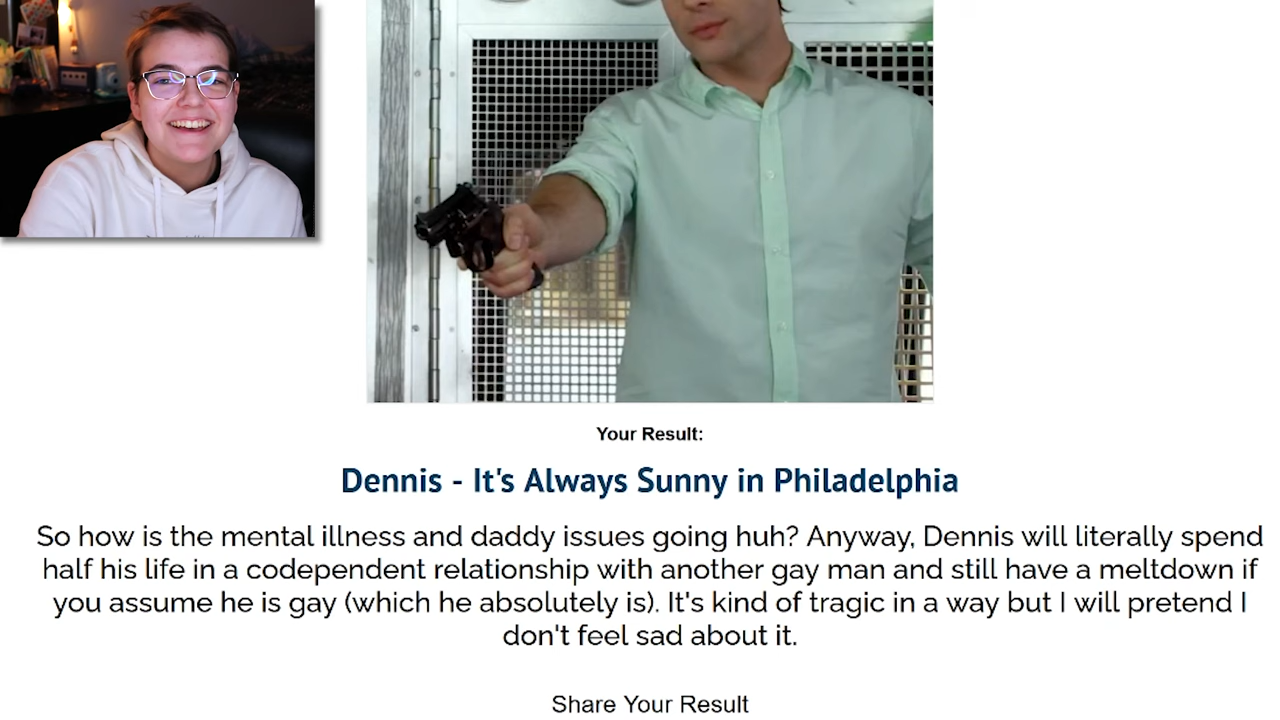 Your Result:
Dennis - It's Always Sunny in Philadelphia
So how is the mental illness and daddy issues going huh? Anyway, Dennis will literally spend
half his life in a codependent relationship with another gay man and still have a meltdown if
you assume he is gay (which he absolutely is). It's kind of tragic in a way but I will pretend I
don't feel sad about it.
Share Your Result